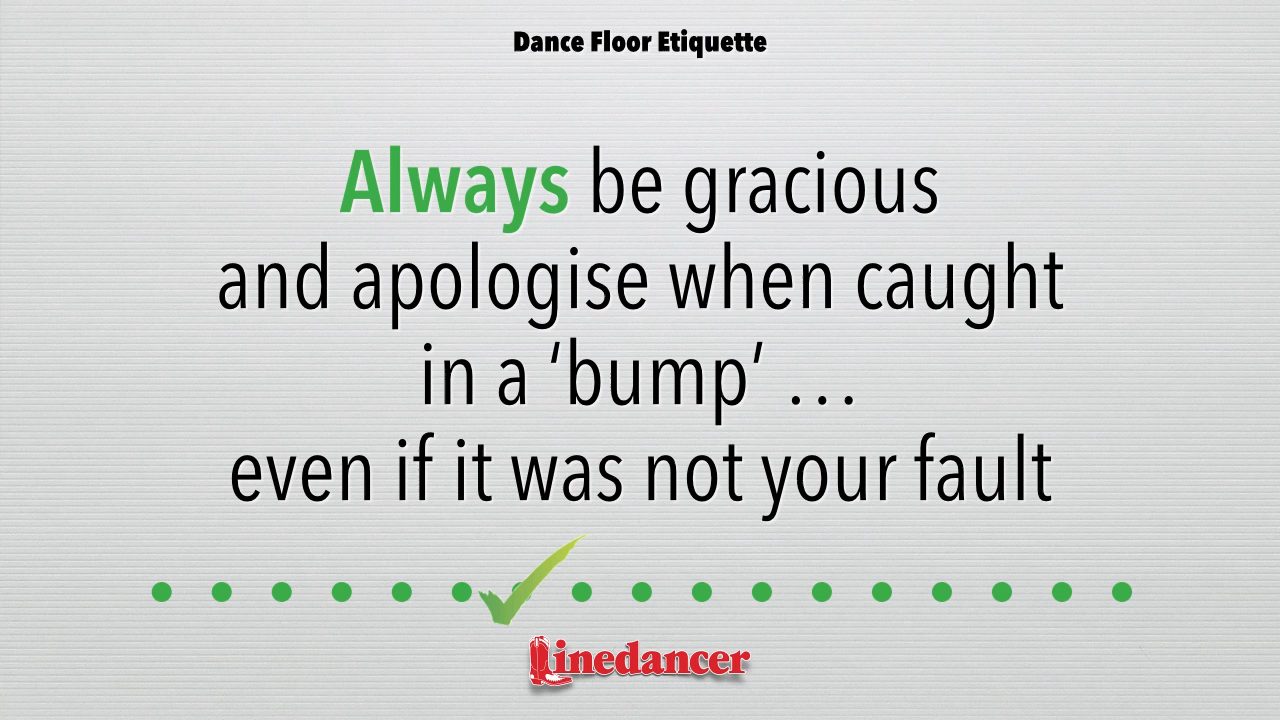 Dance Floor Etiquette
Always be gracious
and apologise when caught
in a ‘bump’ …
even if it was not your fault
Linedancer